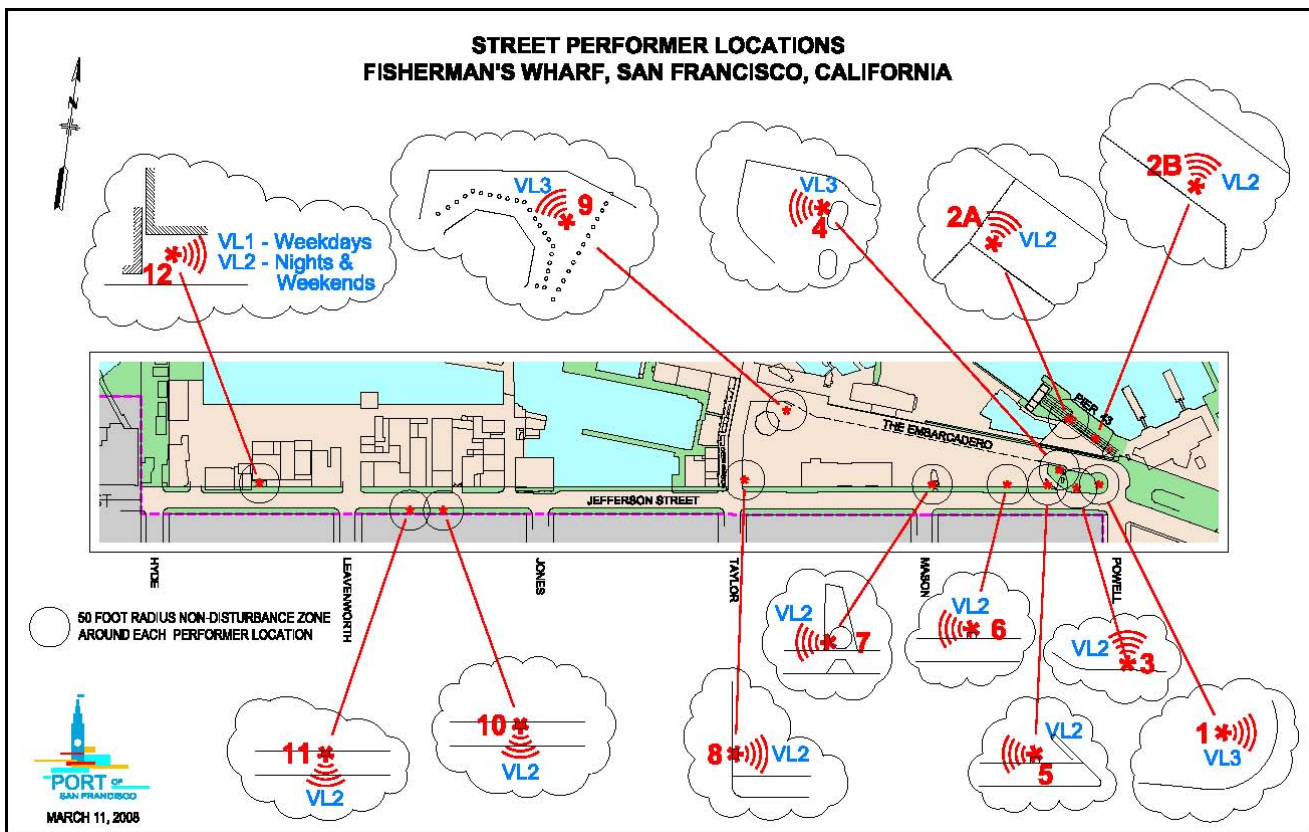 STREET PERFORMER LOCATIONS
FISHERMAN'S WHARF, SAN FRANCISCO, CALIFORNIA
N
12
VL1 - Weekdays
VL2 - Nights &
Weekends
VL3
9
VL3
4
2A
VL2
2B
VL2
PIER 43
THE EMBARCADERO
JEFFERSON STREET
HYDE
LEAVENWORTH
JONES
TAYLOR
MASON
POWELL
50 FOOT RADIUS NON-DISTURBANCE ZONE
AROUND EACH PERFORMER LOCATION
11
VL2
10
VL2
8
VL2
VL2
7
VL2
6
VL2
5
VL2
3
1
VL3
PORT OF
SAN FRANCISCO
MARCH 11, 2008